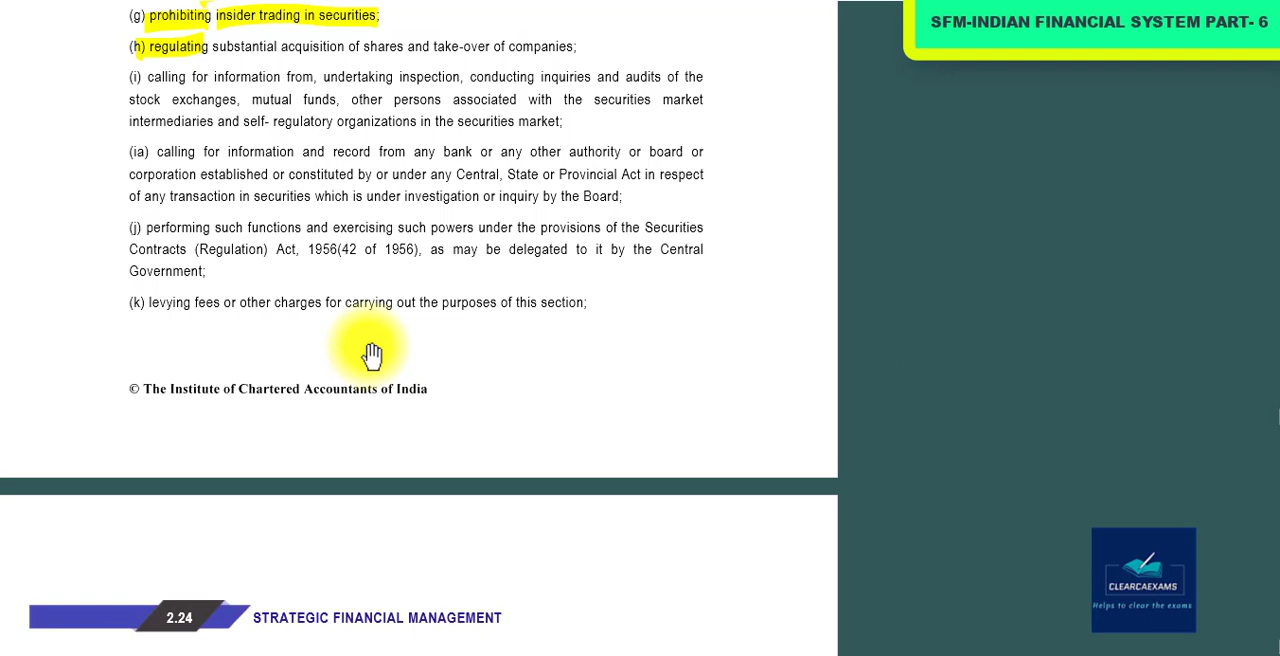 (g) prohibiting insider trading in securities;
SFM-INDIAN FINANCIAL SYSTEM PART- 6
(h) regulating substantial acquisition of shares and take-over of companies;
(i) calling for information from, undertaking inspection, conducting inquiries and audits of the
stock exchanges, mutual funds, other persons associated with the securities market
intermediaries and self- regulatory organizations in the securities market;
(ia) calling for information and record from any bank or any other authority or board or
corporation established or constituted by or under any Central, State or Provincial Act in respect
of any transaction in securities which is under investigation or inquiry by the Board;
(j) performing such functions and exercising such powers under the provisions of the Securities
Contracts (Regulation) Act, 1956(42 of 1956), as may be delegated to it by the Central
Government;
(k) levying fees or other charges for carrying out the purposes of this section;
© The Institute of Chartered Accountants of India
CLEARCAEXAMS
Helps to clear the exams
2.24 STRATEGIC FINANCIAL MANAGEMENT